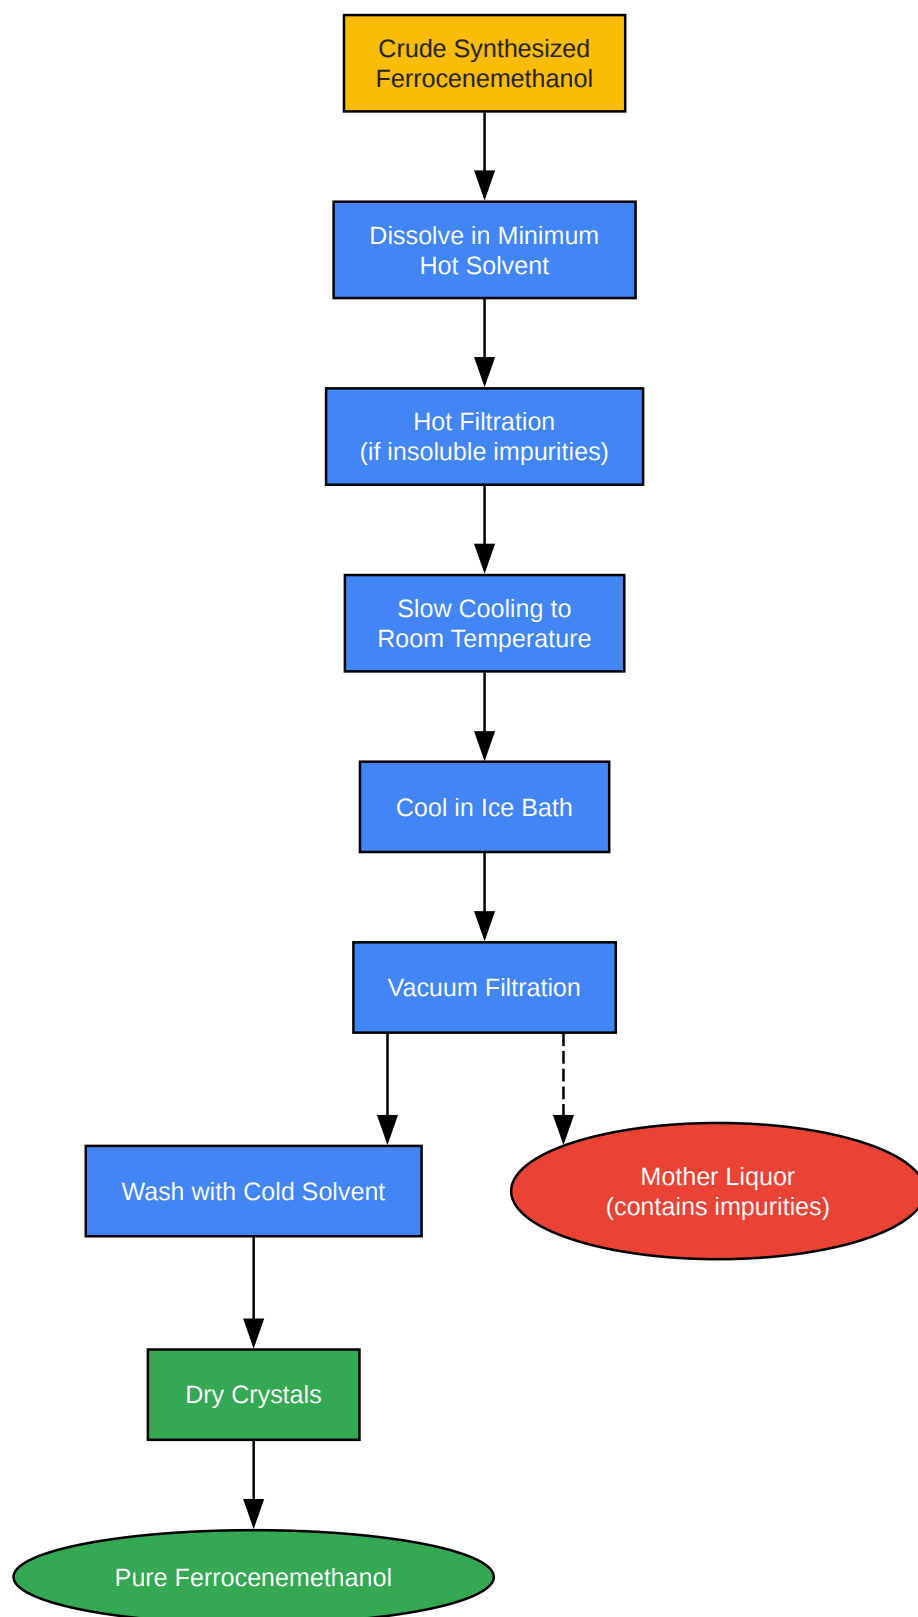 Crude Synthesized
Ferrocenemethanol
Dissolve in Minimum
Hot Solvent
Hot Filtration
(if insoluble impurities)
Slow Cooling to
Room Temperature
Cool in Ice Bath
Vacuum Filtration
Wash with Cold Solvent
Mother Liquor
(contains impurities)
Dry Crystals
Pure Ferrocenemethanol